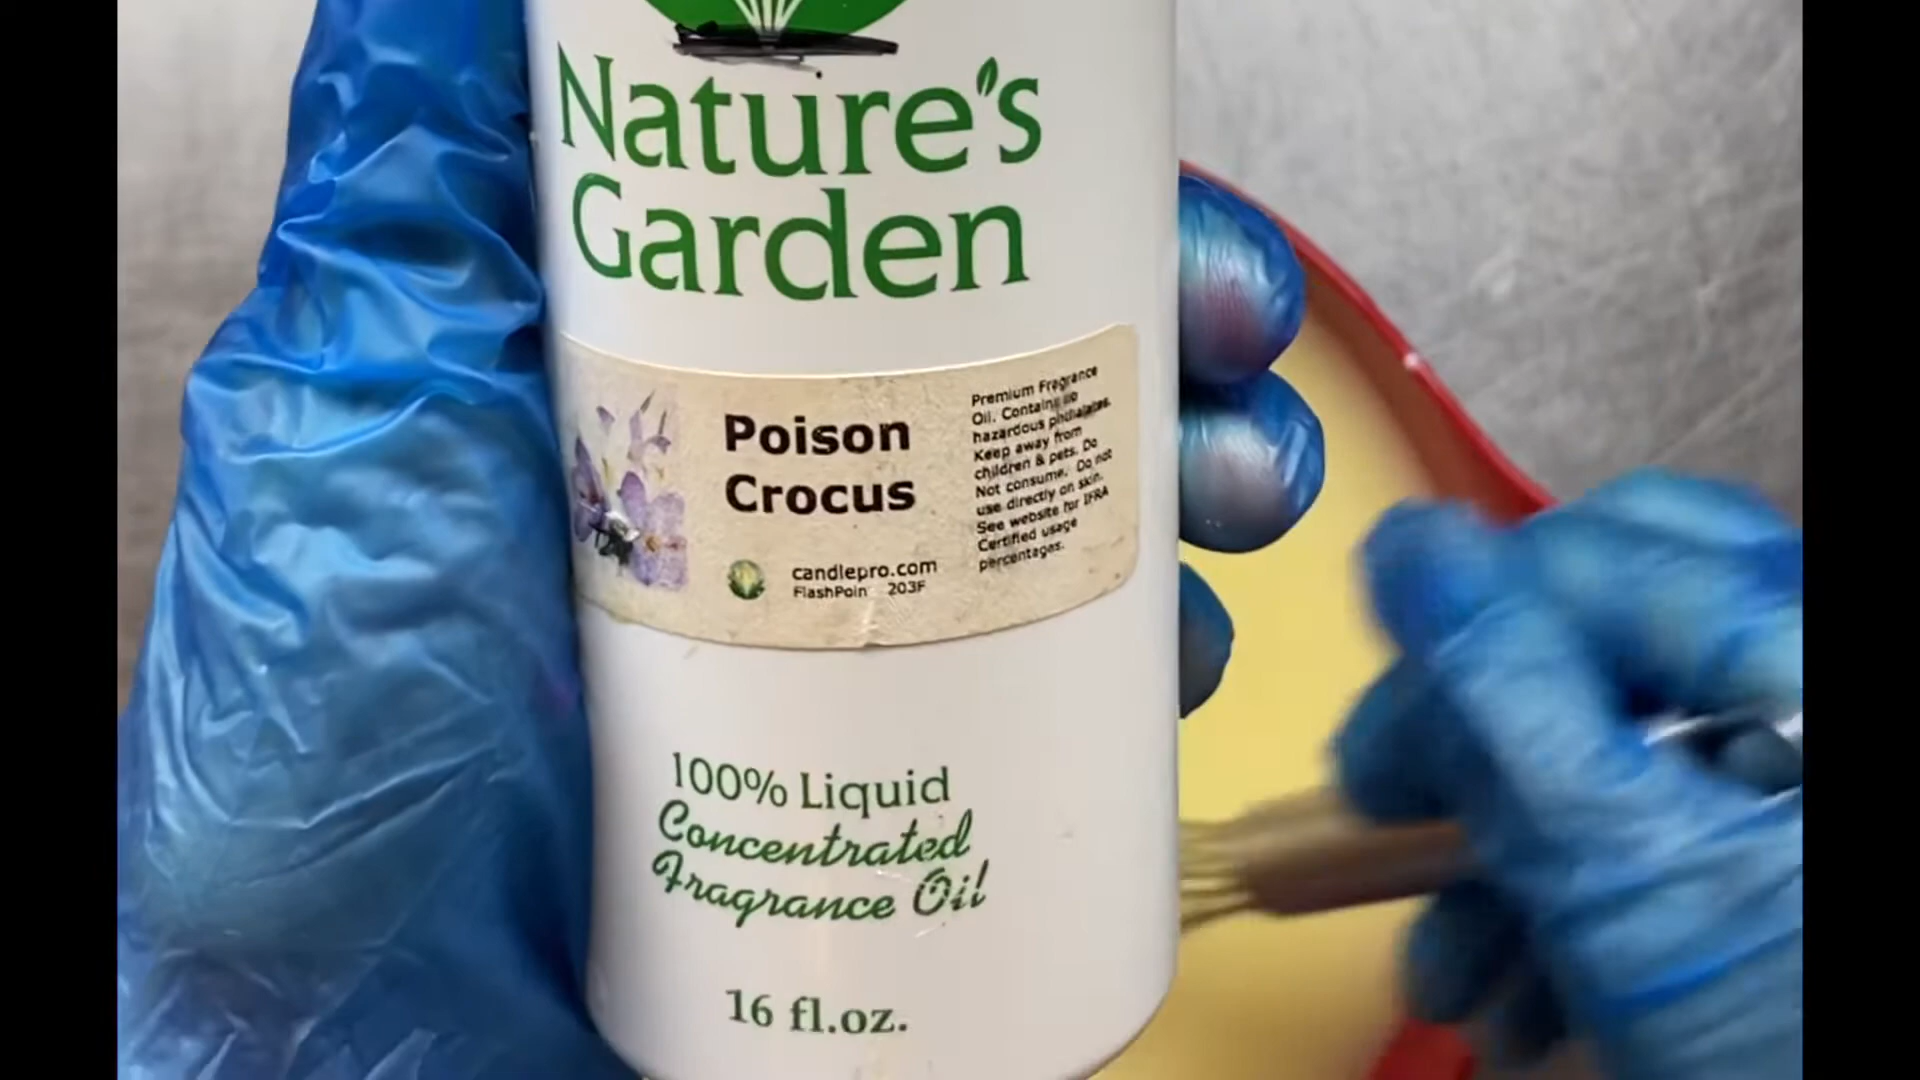 Nature's
Garden
Poison
Crocus
candlepro.com
FlashPoin 203F
Premium Fragrance
Oil. Contains no
hazardous phthalates.
Keep away from
children & pets. Do
Not consume. Do not
use directly on skin.
See website for IFRA
Certified usage
percentages.
100% Liquid
Concentrated
Fragrance Oil
16 fl.oz.